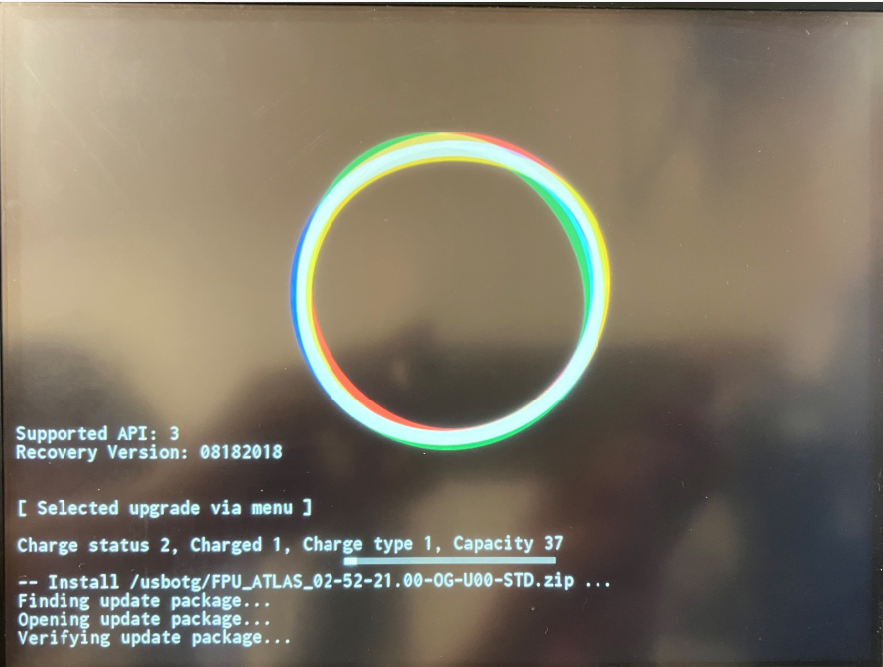 Supported API: 3
Recovery Version: 08182018
[ Selected upgrade via menu ]
Charge status 2, Charged 1, Charge type 1, Capacity 37
-- Install /usbotg/FPU_ATLAS_02-52-21.00-OG-U00-STD.zip ...
Finding update package...
Opening update package...
Verifying update package...